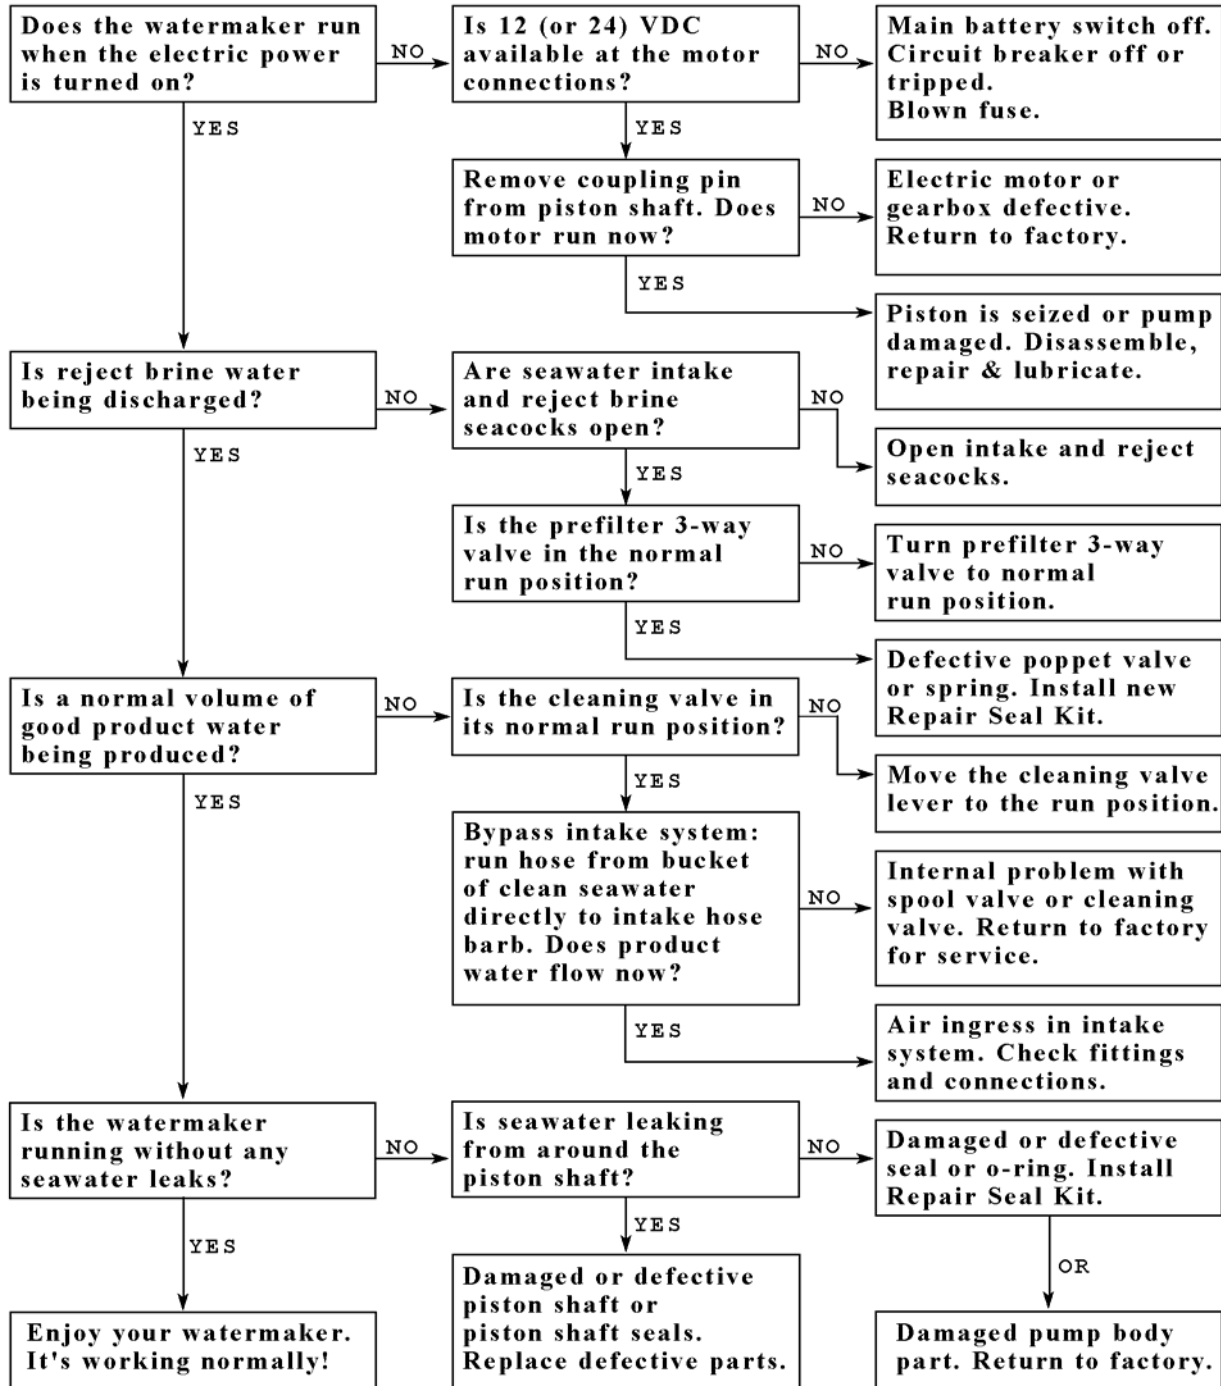 Does the watermaker run
when the electric power
is turned on?
NO
Is 12 (or 24) VDC
available at the motor
connections?
NO
Main battery switch off.
Circuit breaker off or
tripped.
Blown fuse.
YES
YES
Remove coupling pin
from piston shaft. Does
motor run now?
NO
Electric motor or
gearbox defective.
Return to factory.
YES
Piston is seized or pump
damaged. Disassemble,
repair & lubricate.
Is reject brine water
being discharged?
NO
Are seawater intake
and reject brine
seacocks open?
NO
Open intake and reject
seacocks.
YES
YES
Is the prefilter 3-way
valve in the normal
run position?
NO
Turn prefilter 3-way
valve to normal
run position.
YES
Defective poppet valve
or spring. Install new
Repair Seal Kit.
Is a normal volume of
good product water
being produced?
NO
Is the cleaning valve in
its normal run position?
NO
Move the cleaning valve
lever to the run position.
YES
YES
Bypass intake system:
run hose from bucket
of clean seawater
directly to intake hose
barb. Does product
water flow now?
NO
Internal problem with
spool valve or cleaning
valve. Return to factory
for service.
YES
Air ingress in intake
system. Check fittings
and connections.
Is the watermaker
running without any
seawater leaks?
NO
Is seawater leaking
from around the
piston shaft?
NO
Damaged or defective
seal or o-ring. Install
Repair Seal Kit.
YES
YES
OR
Enjoy your watermaker.
It's working normally!
Damaged or defective
piston shaft or
piston shaft seals.
Replace defective parts.
Damaged pump body
part. Return to factory.